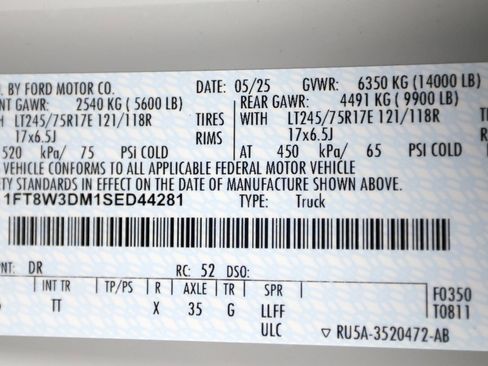 . BY FORD MOTOR CO. DATE: 05/25 GVWR: 6350 KG (14000 LB)
NT GAWR: 2540 KG (5600 LB) REAR GAWR: 4491 KG (9900 LB)
TH LT245/75R17E 121/118R TIRES WITH LT245/75R17E 121/118R TIRES
17x6.5J RIMS 17x6.5J RIMS
520 kPa/ 75 PSi COLD AT 450 kPa/ 65 PSi COLD
VEHICLE CONFORMS TO ALL APPLICABLE FEDERAL MOTOR VEHICLE
ETY STANDARDS IN EFFECT ON THE DATE OF MANUFACTURE SHOWN ABOVE.
1FT8W3DM1SED44281 TYPE: Truck
NT: DR RC: 52 DSO:
INT TR TP/PS R AXLE TR SPR F0350
TT X 35 G LLFF T0811
ULC ▽ RU5A-3520472-AB